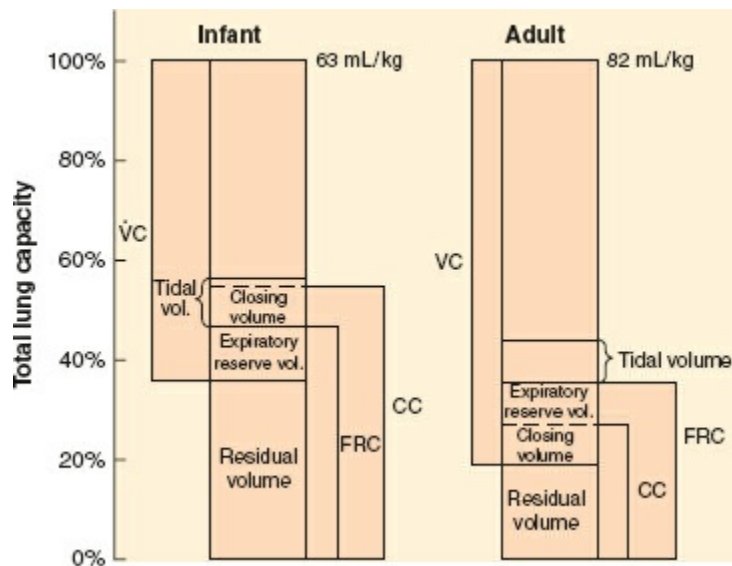 Infant
Adult
63 mL/kg
82 mL/kg
100%
80%
60%
40%
20%
0%
Total lung capacity
V̇C
Tidal
vol.
Closing
volume
Expiratory
reserve vol.
Residual
volume
FRC
CC
VC
Tidal volume
Expiratory
reserve vol.
Closing
volume
Residual
volume
CC
FRC